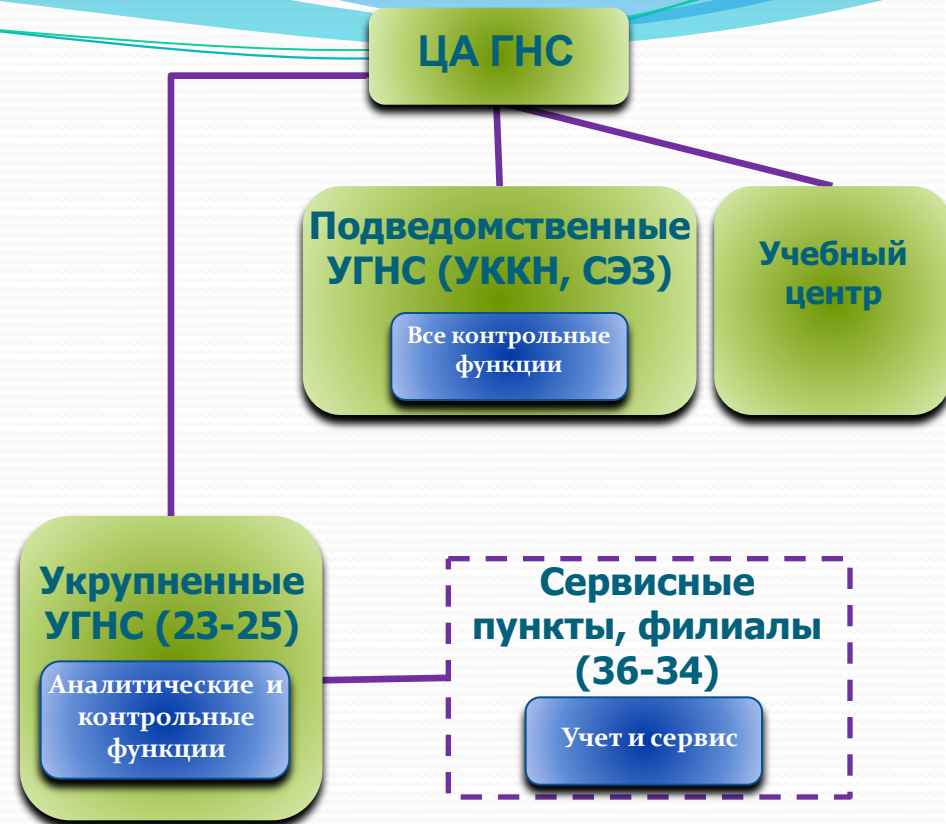 ЦА ГНС
Подведомственные
УГНС (УККН, СЭЗ)
Все контрольные
функции
Учебный
центр
Укрупненные
УГНС (23-25)
Аналитические и
контрольные
функции
Сервисные
пункты, филиалы
(36-34)
Учет и сервис